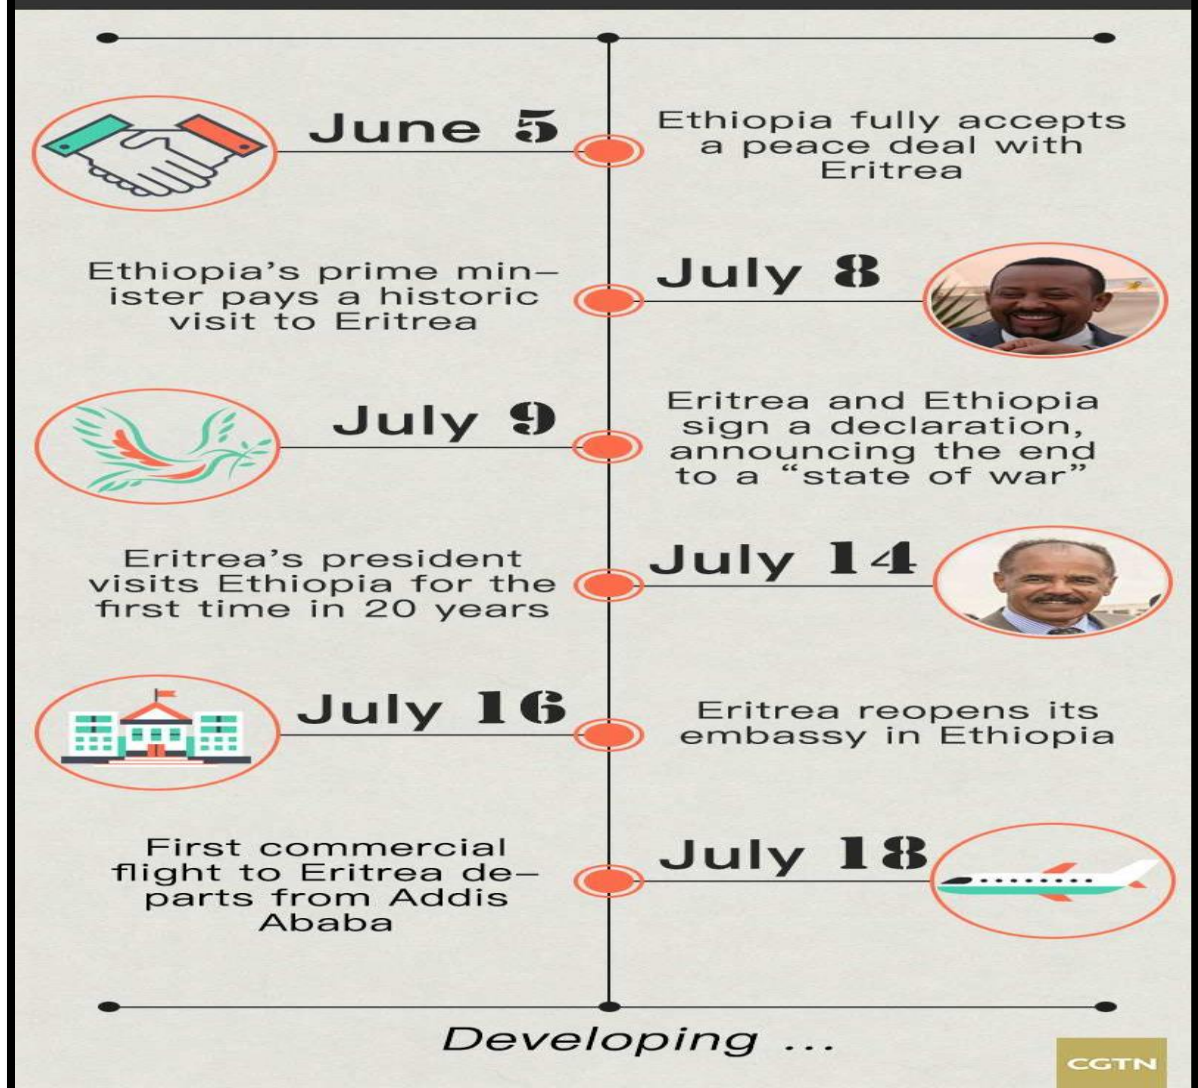 June 5
Ethiopia fully accepts
a peace deal with
Eritrea
Ethiopia's prime min–
ister pays a historic
visit to Eritrea
July 8
July 9
Eritrea and Ethiopia
sign a declaration,
announcing the end
to a “state of war”
Eritrea's president
visits Ethiopia for the
first time in 20 years
July 14
July 16
Eritrea reopens its
embassy in Ethiopia
First commercial
flight to Eritrea de–
parts from Addis
Ababa
July 18
Developing ...
CGTN